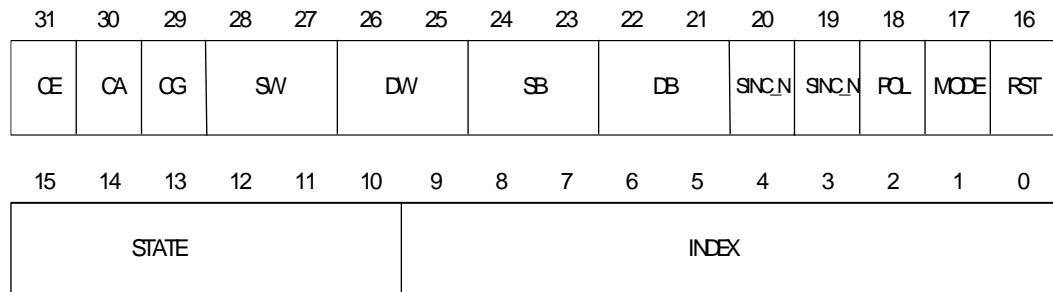 31 30 29 28 27 26 25 24 23 22 21 20 19 18 17 16
CE CA CG SW DW SB DB SINC_N SINC_N POL MODE RST
15 14 13 12 11 10 9 8 7 6 5 4 3 2 1 0
STATE INDEX